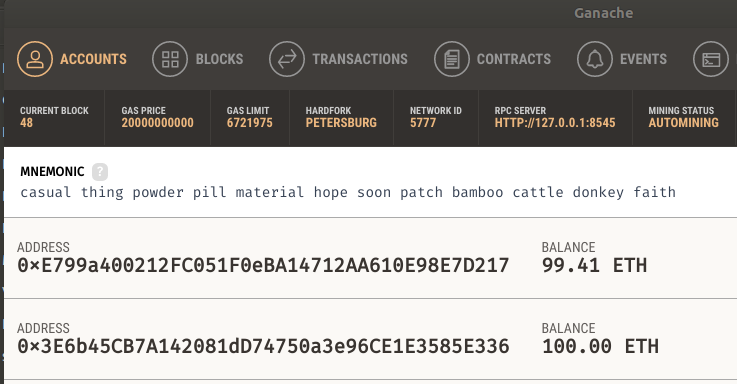 Ganache
ACCOUNTS BLOCKS TRANSACTIONS CONTRACTS EVENTS
CURRENT BLOCK GAS PRICE GAS LIMIT HARDFORK NETWORK ID RPC SERVER MINING STATUS
48 20000000000 6721975 PETERSBURG 5777 HTTP://127.0.0.1:8545 AUTOMINING
MNEMONIC ?
casual thing powder pill material hope soon patch bamboo cattle donkey faith
ADDRESS BALANCE
0×E799a400212FC051F0eBA14712AA610E98E7D217 99.41 ETH
ADDRESS BALANCE
0×3E6b45CB7A142081dD74750a3e96CE1E3585E336 100.00 ETH